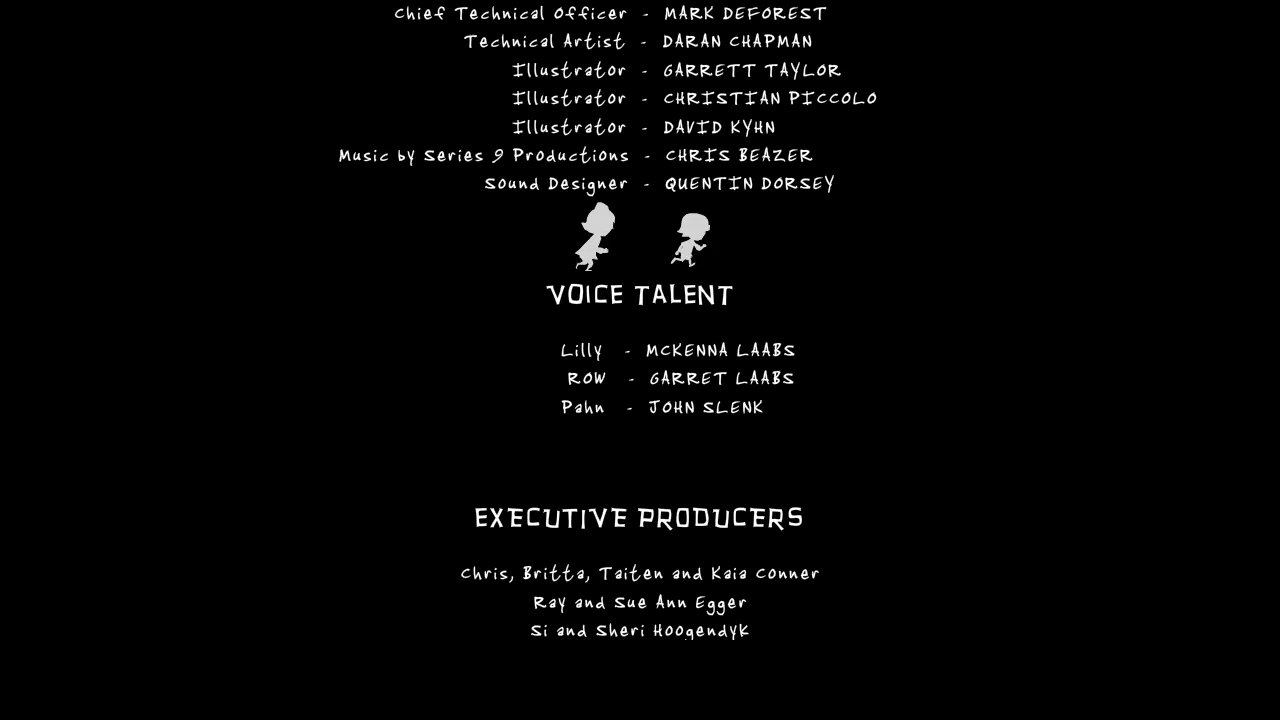 Chief Technical Officer - MARK DEFOREST
Technical Artist - DARAN CHAPMAN
Illustrator - GARRETT TAYLOR
Illustrator - CHRISTIAN PICCOLO
Illustrator - DAVID KYHN
Music by Series 9 Productions - CHRIS BEAZER
Sound Designer - QUENTIN DORSEY
VOICE TALENT
Lilly - MCKENNA LAABS
ROW - GARRET LAABS
Pahn - JOHN SLENK
EXECUTIVE PRODUCERS
Chris, Britta, Taiten and Kaia Conner
Ray and Sue Ann Egger
Si and Sheri Hoogendyk